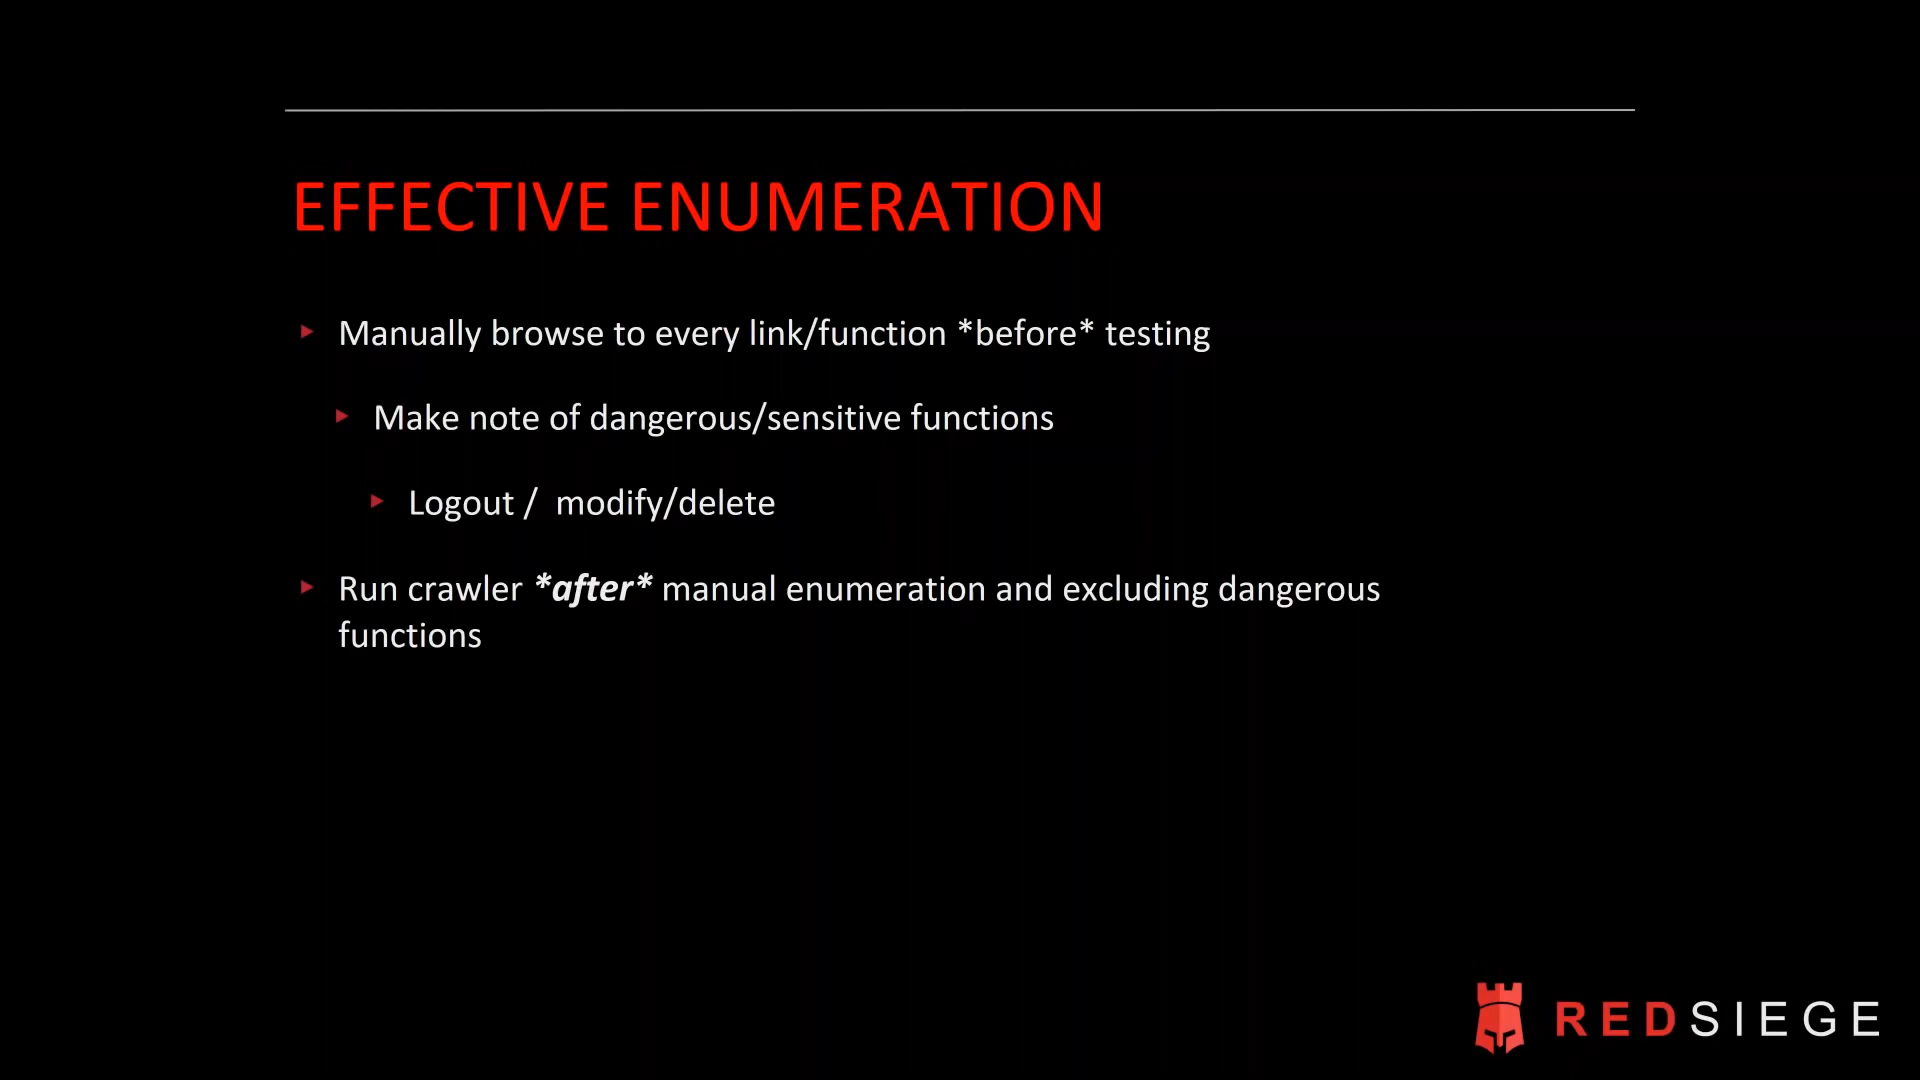 EFFECTIVE ENUMERATION
Manually browse to every link/function *before* testing
Make note of dangerous/sensitive functions
Logout /  modify/delete
Run crawler *after* manual enumeration and excluding dangerous
functions
REDSIEGE